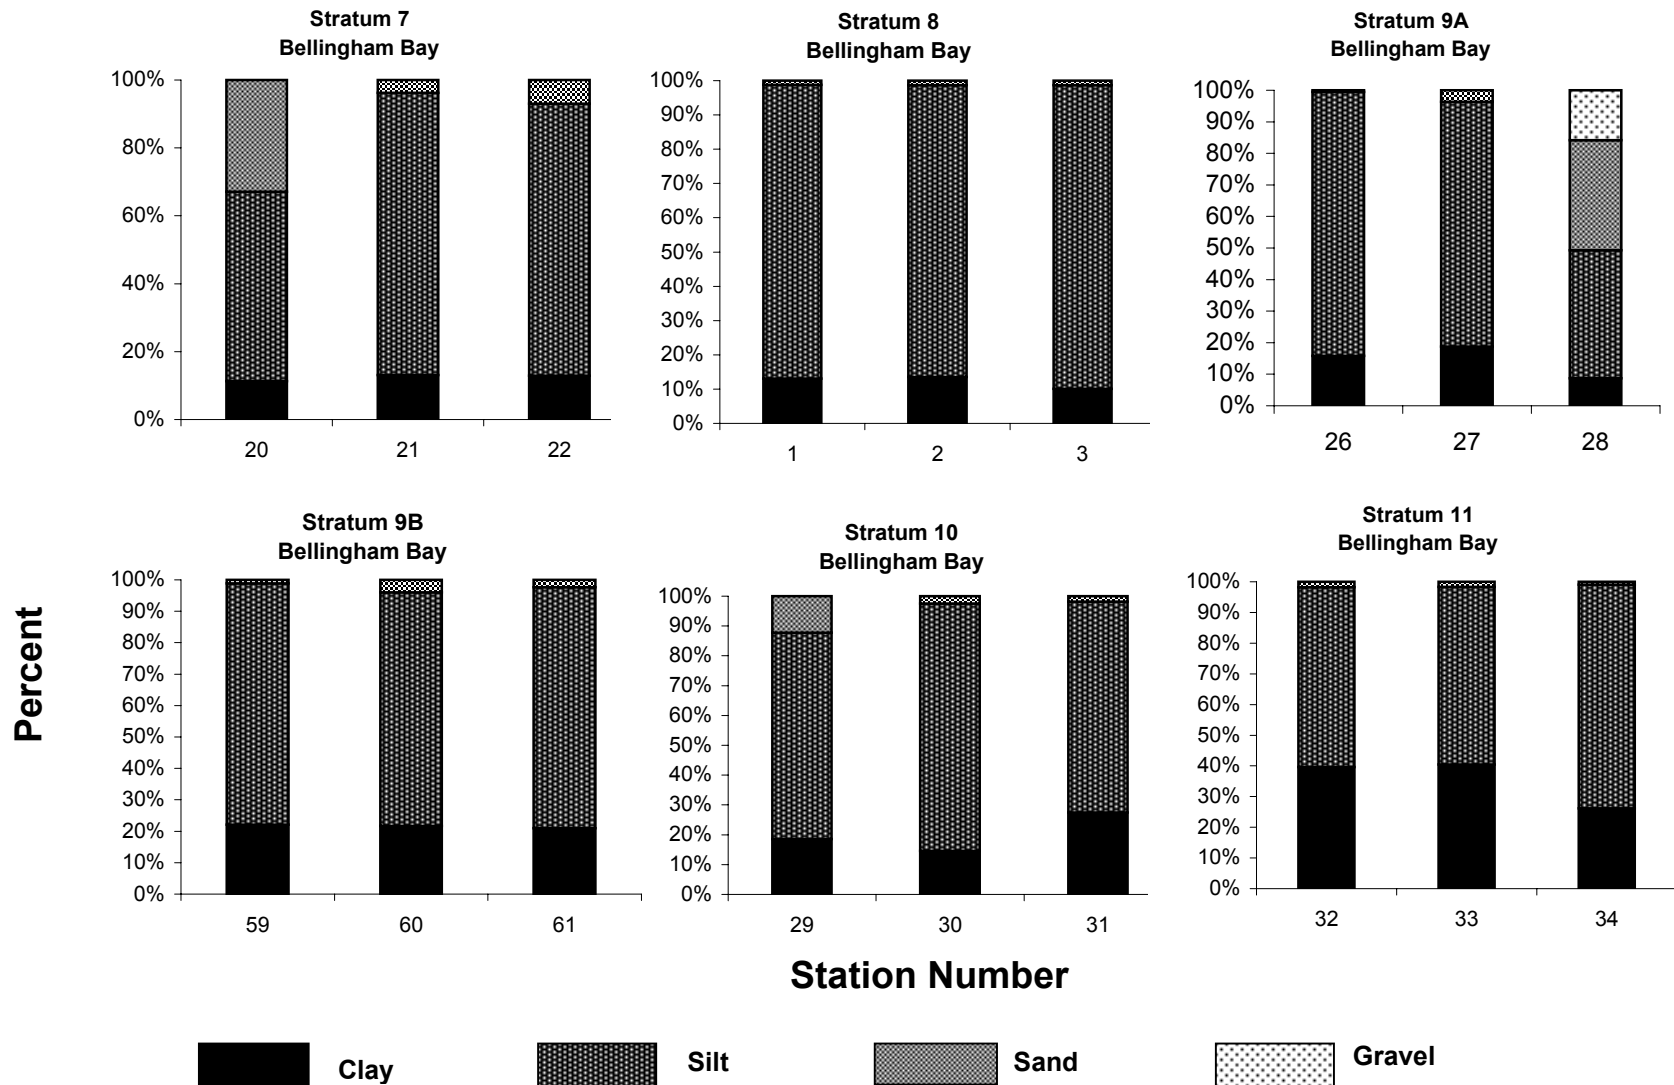 Stratum 7
Bellingham Bay
100%
80%
60%
40%
20%
0%
20 21 22
Stratum 8
Bellingham Bay
100%
90%
80%
70%
60%
50%
40%
30%
20%
10%
0%
1 2 3
Stratum 9A
Bellingham Bay
100%
90%
80%
70%
60%
50%
40%
30%
20%
10%
0%
26 27 28
Percent
Stratum 9B
Bellingham Bay
100%
90%
80%
70%
60%
50%
40%
30%
20%
10%
0%
59 60 61
Stratum 10
Bellingham Bay
100%
90%
80%
70%
60%
50%
40%
30%
20%
10%
0%
29 30 31
Stratum 11
Bellingham Bay
100%
90%
80%
70%
60%
50%
40%
30%
20%
10%
0%
32 33 34
Station Number
Clay Silt Sand Gravel